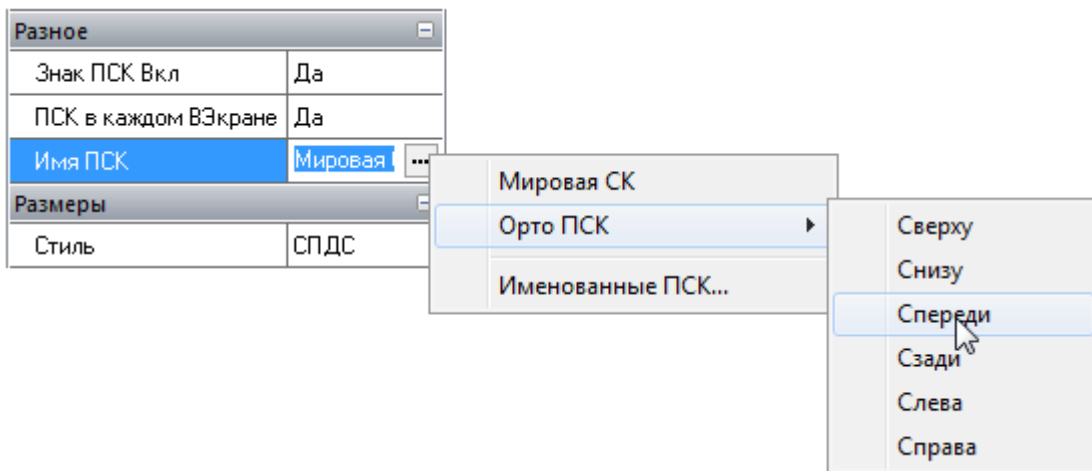 Разное
Знак ПСК Вкл Да
ПСК в каждом ВЭкране Да
Имя ПСК Мировая ...
Размеры
Стиль СПДС
Мировая СК
Орто ПСК
Именованные ПСК...
Сверху
Снизу
Спереди
Сзади
Слева
Справа